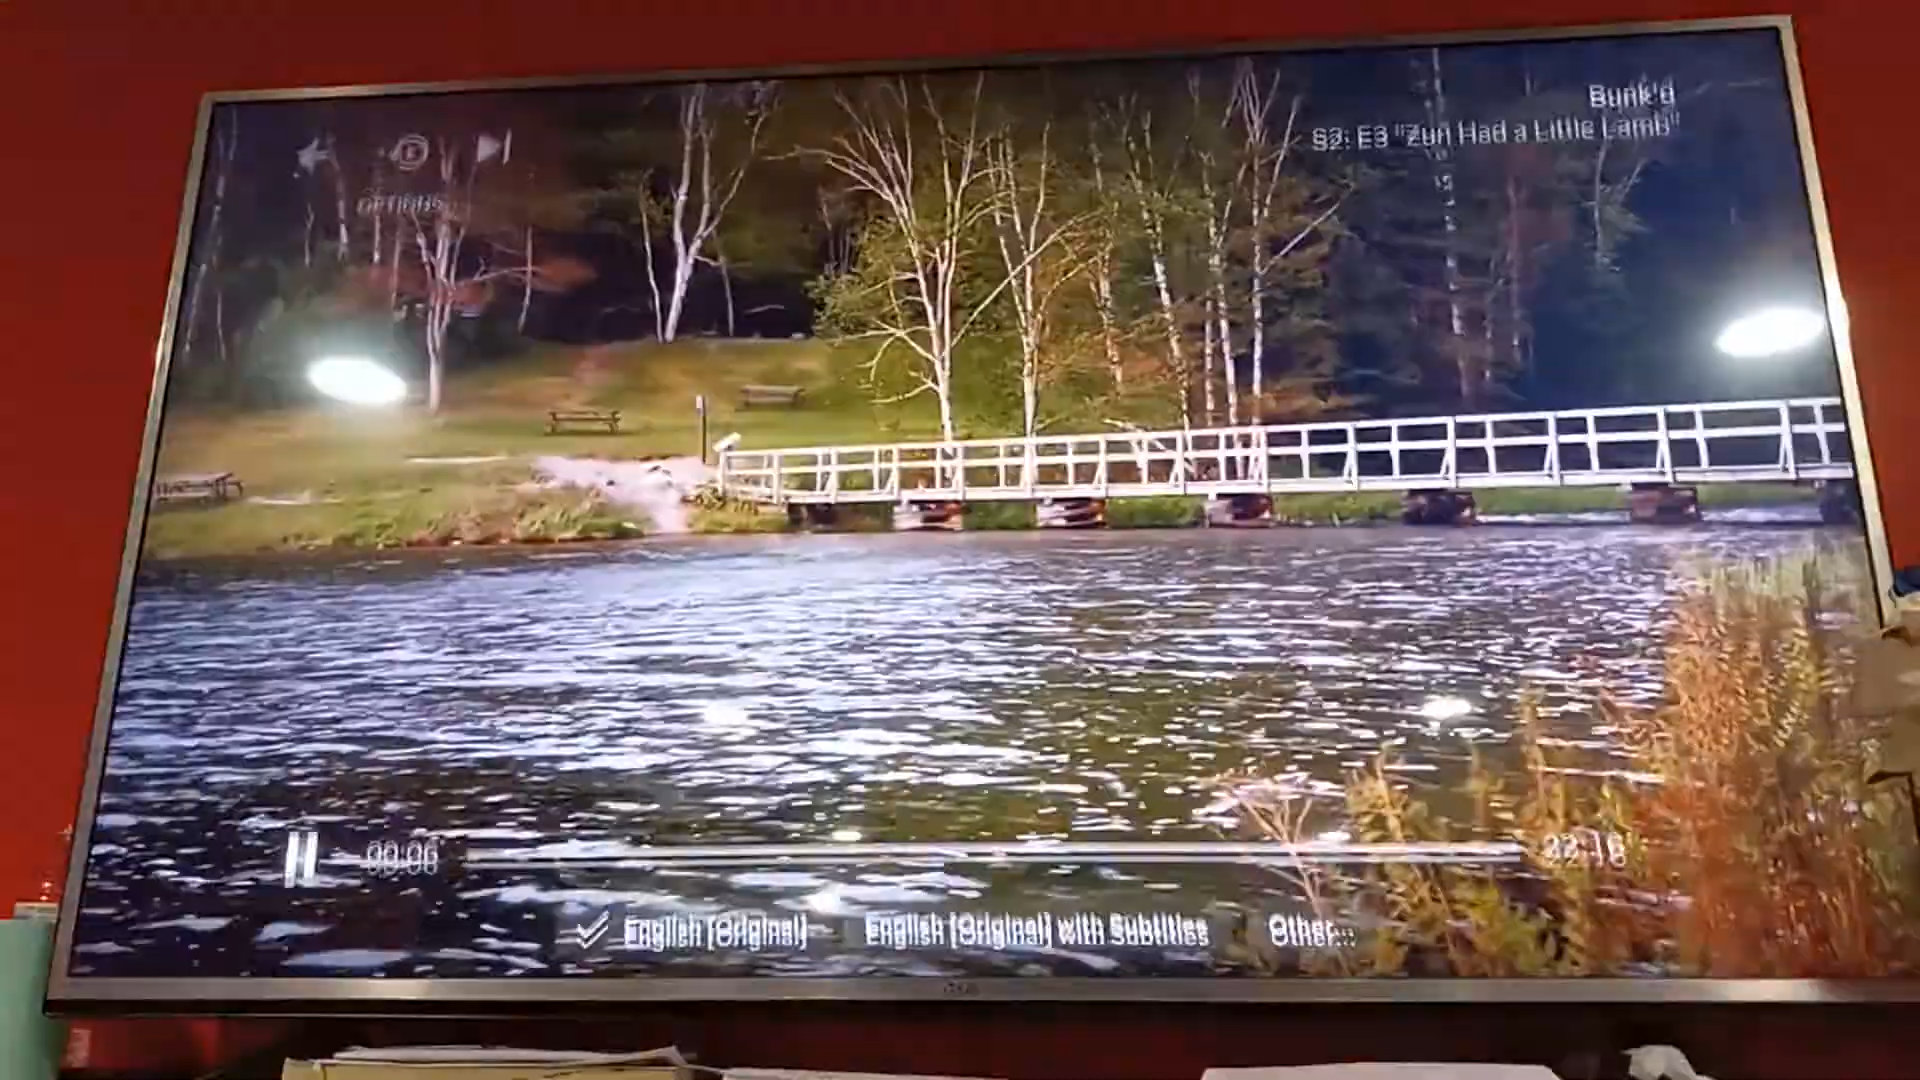 Bunk'd
S2: E3 "Zuri Had a Little Lamb"
OPTIONS
00:06
22:16
English [Original]
English [Original] with Subtitles
Other...